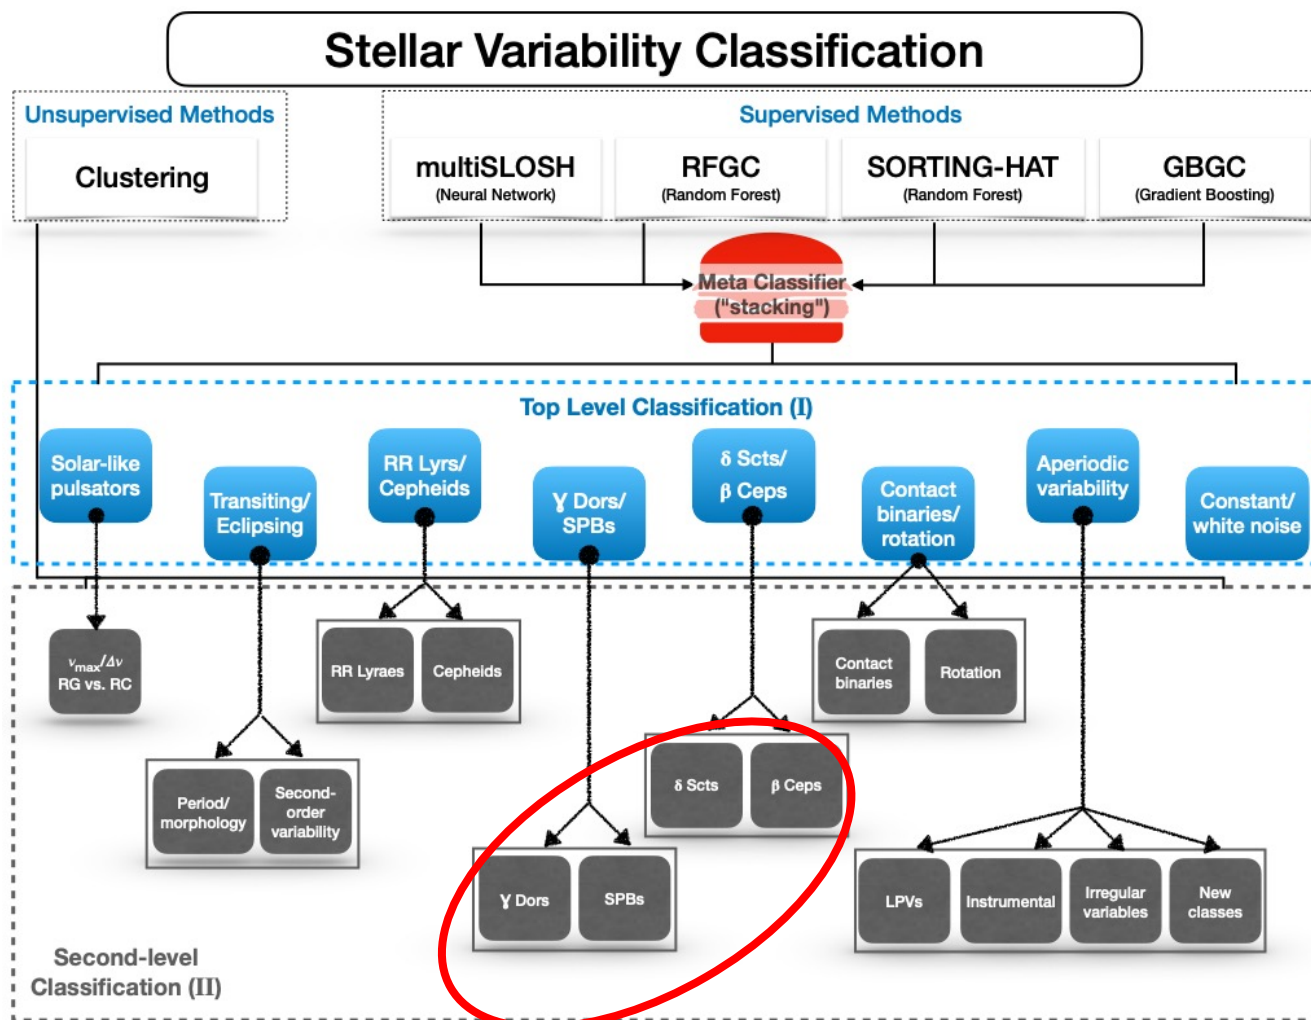 Stellar Variability Classification
Unsupervised Methods
Clustering
Supervised Methods
multiSLOSH
(Neural Network)
RFGC
(Random Forest)
SORTING-HAT
(Random Forest)
GBGC
(Gradient Boosting)
Meta Classifier
("stacking")
Top Level Classification (I)
Solar-like
pulsators
Transiting/
Eclipsing
RR Lyrs/
Cepheids
γ Dors/
SPBs
δ Scts/
β Ceps
Contact
binaries/
rotation
Aperiodic
variability
Constant/
white noise
νmax/Δν
RG vs. RC
Period/
morphology
Second-
order
variability
RR Lyraes
Cepheids
γ Dors
SPBs
δ Scts
β Ceps
Contact
binaries
Rotation
LPVs
Instrumental
Irregular
variables
New
classes
Second-level
Classification (II)